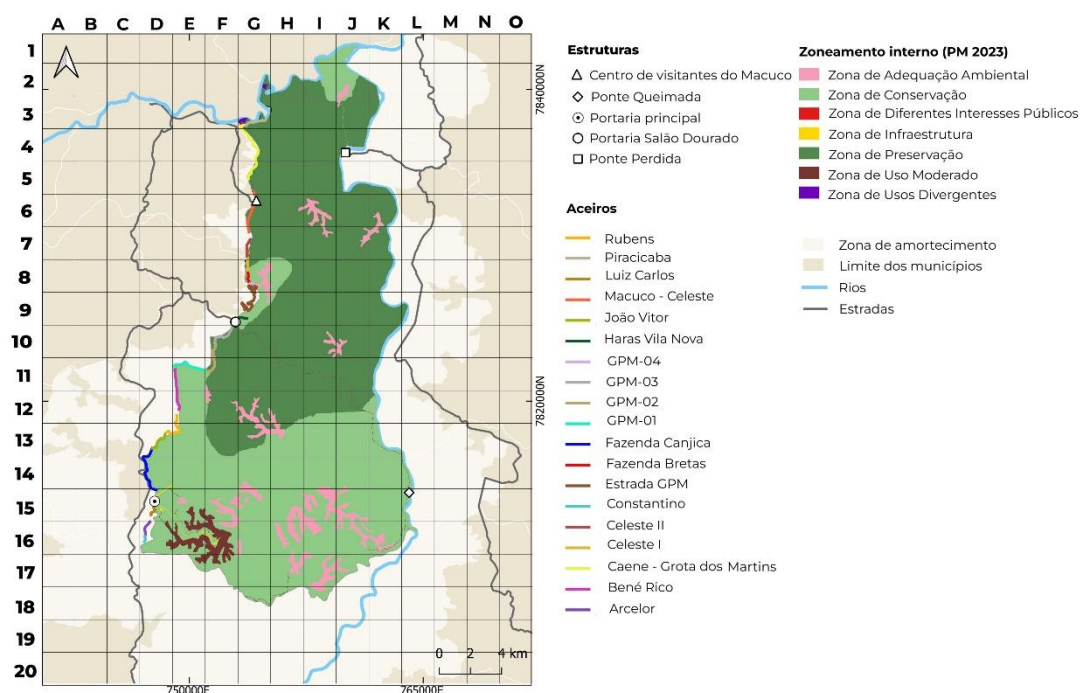 A B C D E F G H I J K L M N O
1
2
3
4
5
6
7
8
9
10
11
12
13
14
15
16
17
18
19
20
7840000N
7820000N
750000E
765000E
0 2 4 km
Estruturas
Centro de visitantes do Macuco
Ponte Queimada
Portaria principal
Portaria Salão Dourado
Ponte Perdida
Aceiros
Rubens
Piracicaba
Luiz Carlos
Macuco - Celeste
João Vitor
Haras Vila Nova
GPM-04
GPM-03
GPM-02
GPM-01
Fazenda Canjica
Fazenda Bretas
Estrada GPM
Constantino
Celeste II
Celeste I
Caene - Grota dos Martins
Bené Rico
Arcelor
Zoneamento interno (PM 2023)
Zona de Adequação Ambiental
Zona de Conservação
Zona de Diferentes Interesses Públicos
Zona de Infraestrutura
Zona de Preservação
Zona de Uso Moderado
Zona de Usos Divergentes
Zona de amortecimento
Limite dos municípios
Rios
Estradas